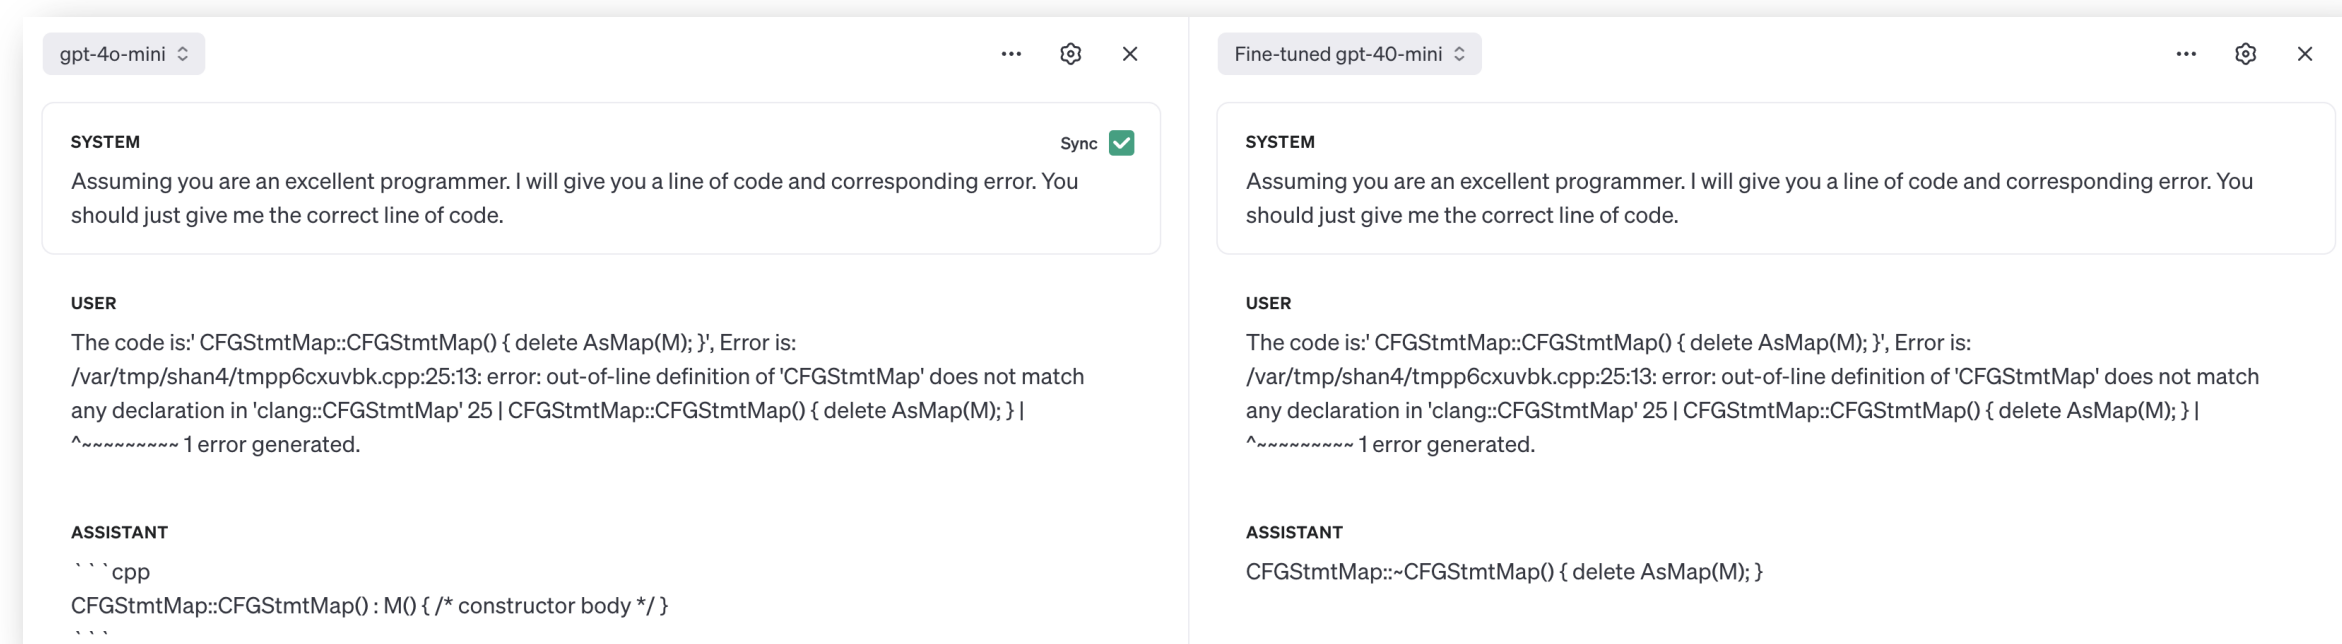 gpt-4o-mini
SYSTEM
Sync
Assuming you are an excellent programmer. I will give you a line of code and corresponding error. You
should just give me the correct line of code.
USER
The code is:' CFGStmtMap::CFGStmtMap() { delete AsMap(M); }', Error is:
/var/tmp/shan4/tmpp6cxuvbk.cpp:25:13: error: out-of-line definition of 'CFGStmtMap' does not match
any declaration in 'clang::CFGStmtMap' 25 | CFGStmtMap::CFGStmtMap() { delete AsMap(M); } |
^~~~~~~~~~ 1 error generated.
ASSISTANT
```cpp
CFGStmtMap::CFGStmtMap() : M() { /* constructor body */ }
```
Fine-tuned gpt-40-mini
SYSTEM
Assuming you are an excellent programmer. I will give you a line of code and corresponding error. You
should just give me the correct line of code.
USER
The code is:' CFGStmtMap::CFGStmtMap() { delete AsMap(M); }', Error is:
/var/tmp/shan4/tmpp6cxuvbk.cpp:25:13: error: out-of-line definition of 'CFGStmtMap' does not match
any declaration in 'clang::CFGStmtMap' 25 | CFGStmtMap::CFGStmtMap() { delete AsMap(M); } |
^~~~~~~~~~ 1 error generated.
ASSISTANT
CFGStmtMap::~CFGStmtMap() { delete AsMap(M); }